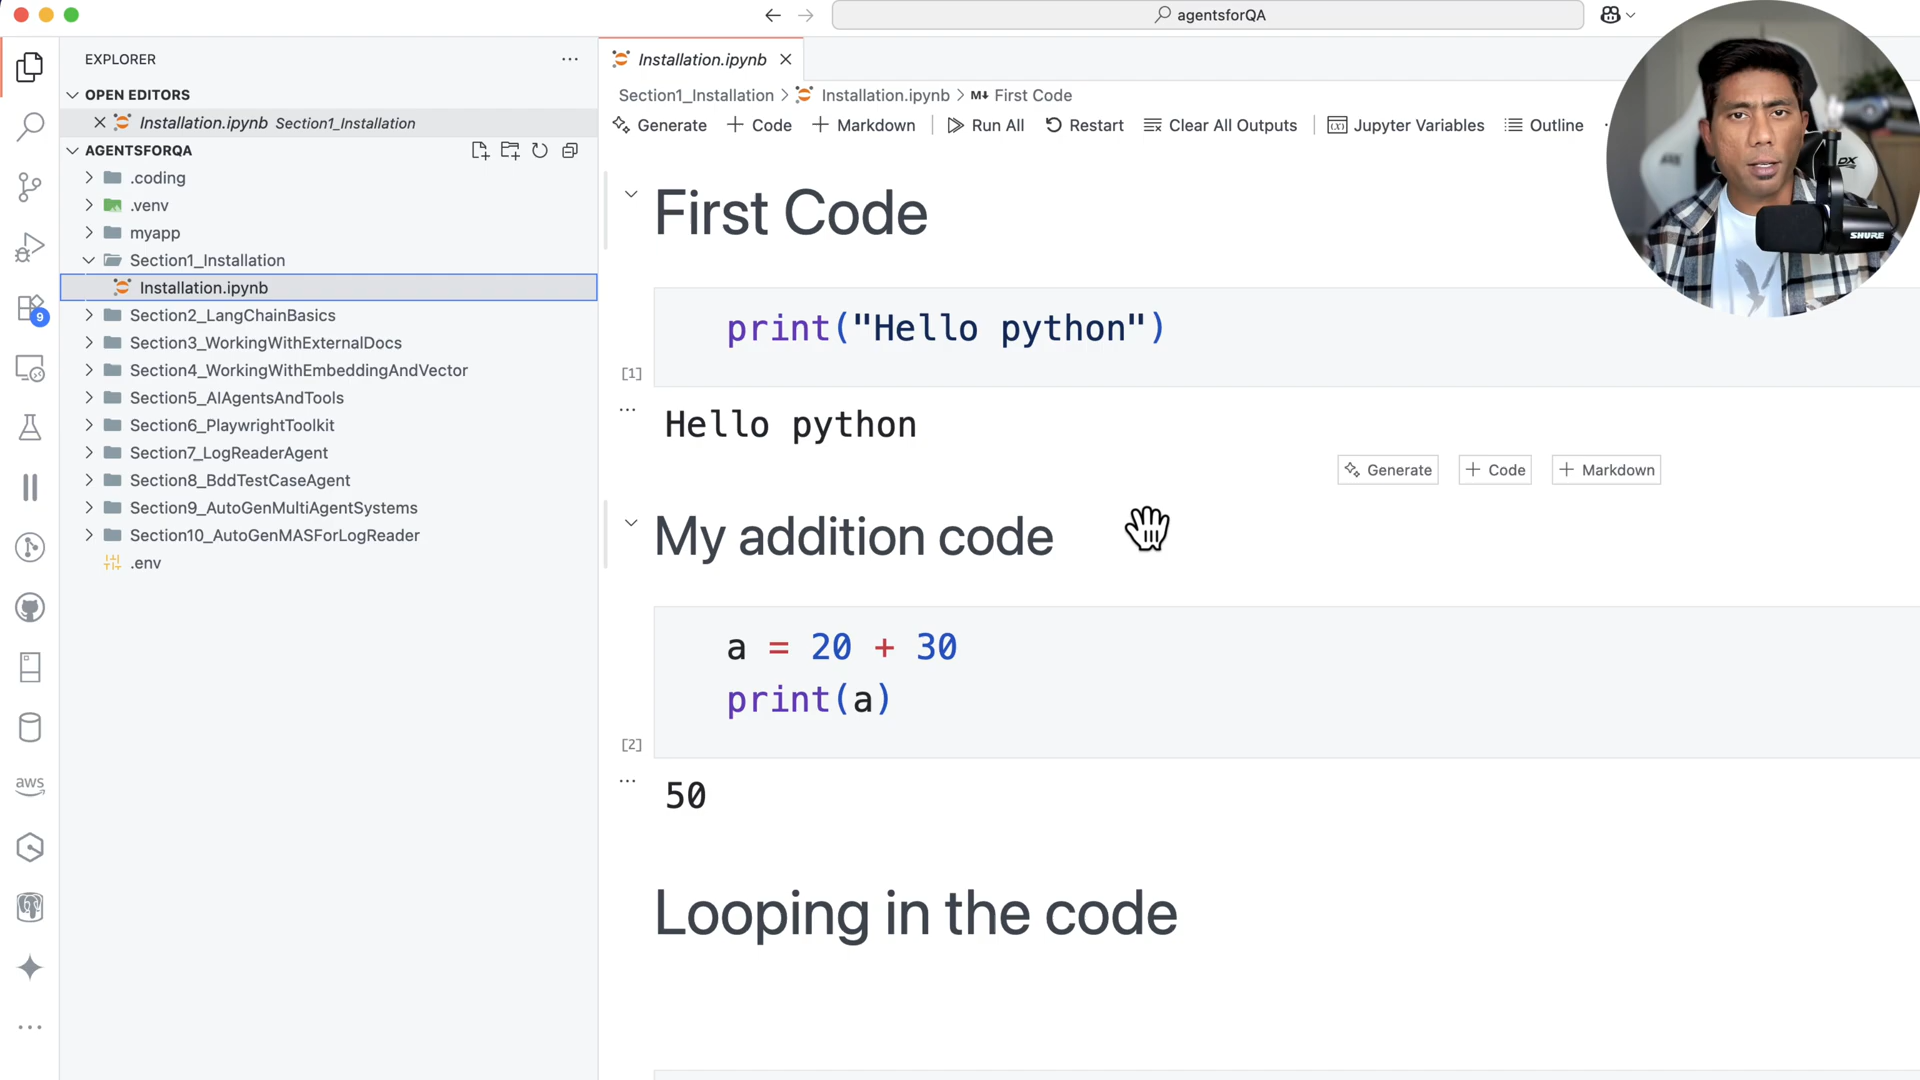 agentsforQA
EXPLORER
Installation.ipynb
OPEN EDITORS
Installation.ipynb Section1_Installation
AGENTSFORQA
.coding
.venv
myapp
Section1_Installation
Installation.ipynb
Section2_LangChainBasics
Section3_WorkingWithExternalDocs
Section4_WorkingWithEmbeddingAndVector
Section5_AIAgentsAndTools
Section6_PlaywrightToolkit
Section7_LogReaderAgent
Section8_BddTestCaseAgent
Section9_AutoGenMultiAgentSystems
Section10_AutoGenMASForLogReader
.env
9
aws
Section1_Installation > Installation.ipynb > M↓ First Code
Generate + Code + Markdown Run All Restart Clear All Outputs Jupyter Variables Outline
First Code
print("Hello python")
[1]
Hello python
Generate + Code + Markdown
My addition code
a = 20 + 30
print(a)
[2]
50
Looping in the code
DX
SHURE